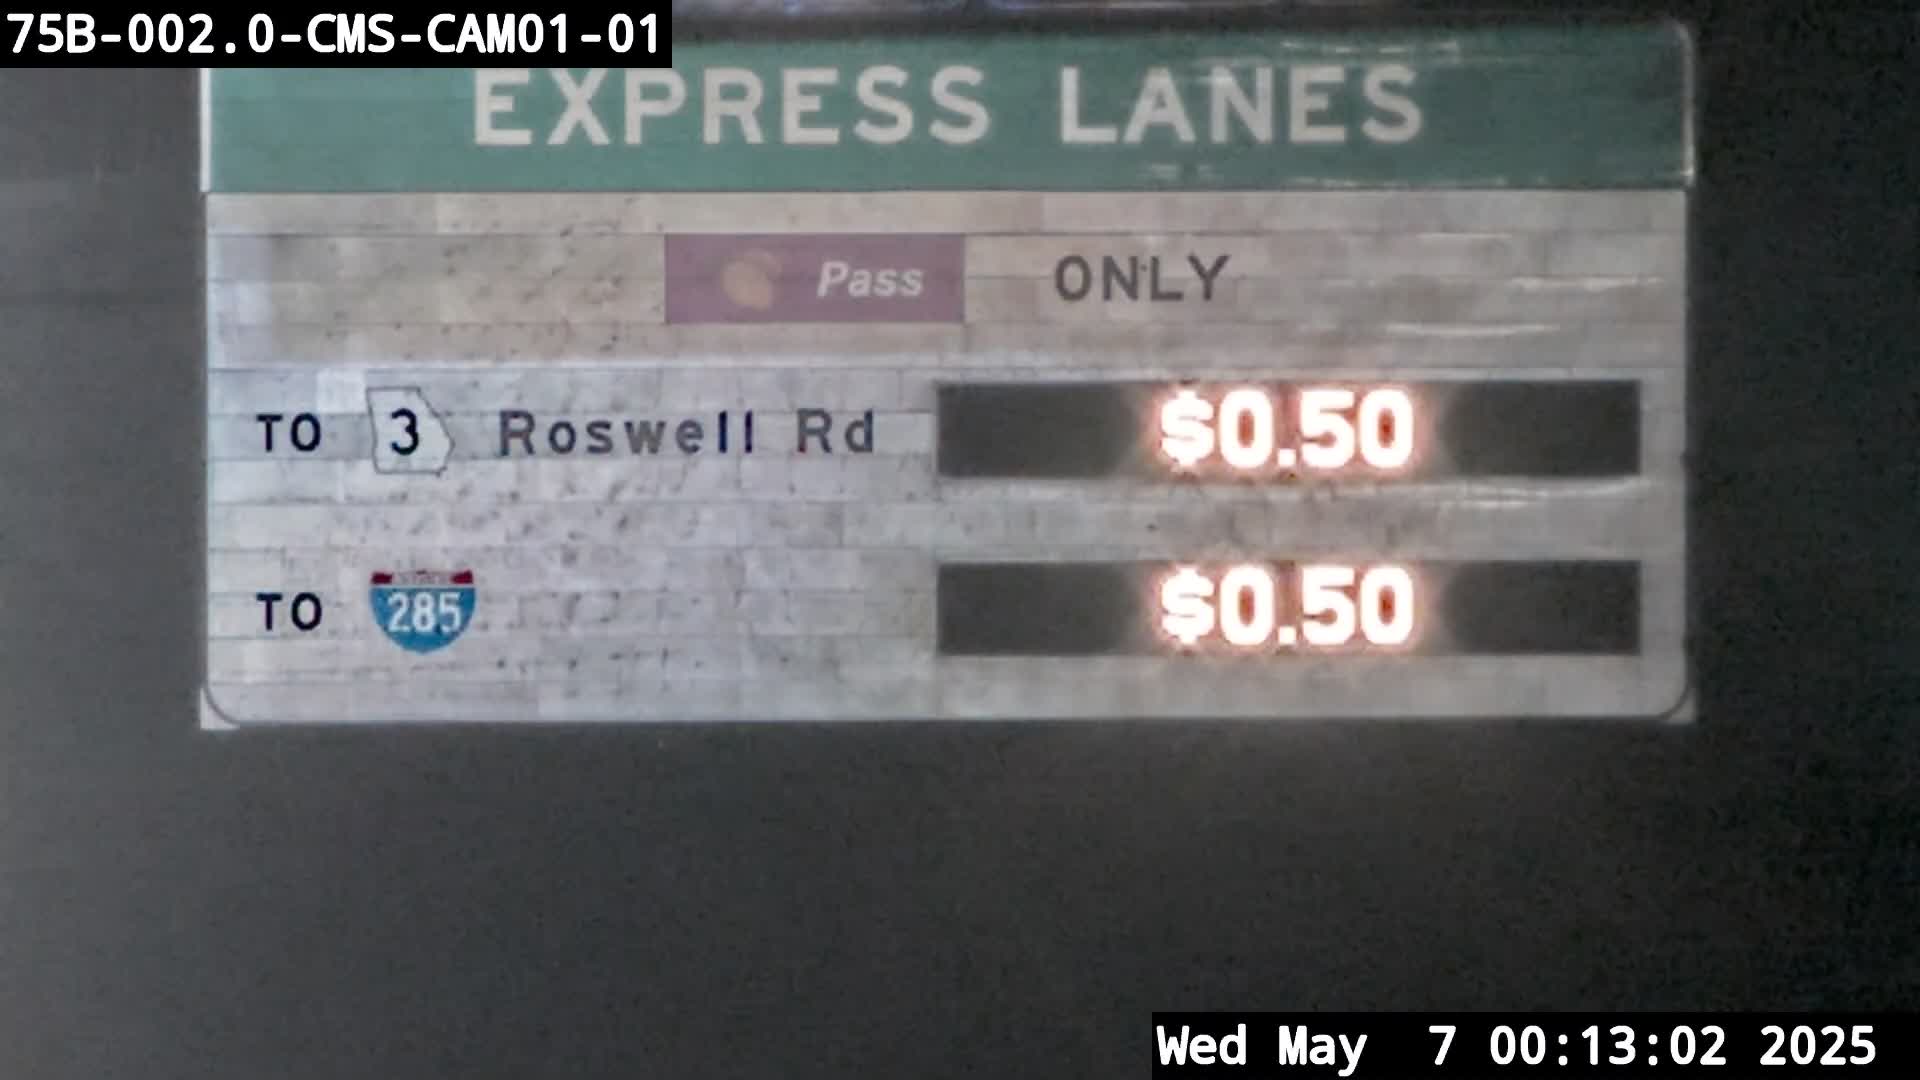 75B-002.0-CMS-CAM01-01
EXPRESS LANES
Pass ONLY
TO 3 Roswell Rd $0.50
TO 285 $0.50
Wed May 7 00:13:02 2025